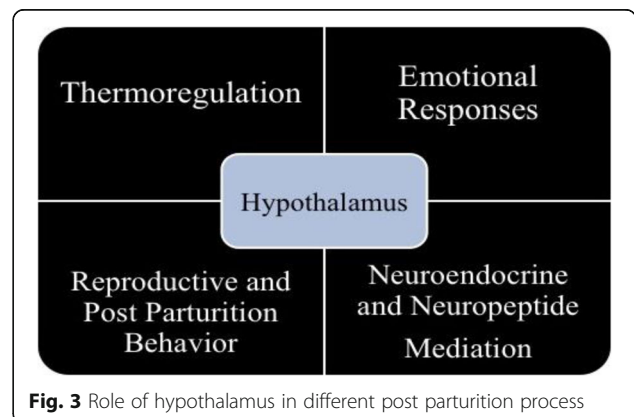 Thermoregulation
Emotional
Responses
Hypothalamus
Reproductive and
Post Parturition
Behavior
Neuroendocrine
and Neuropeptide
Mediation
Fig. 3 Role of hypothalamus in different post parturition process